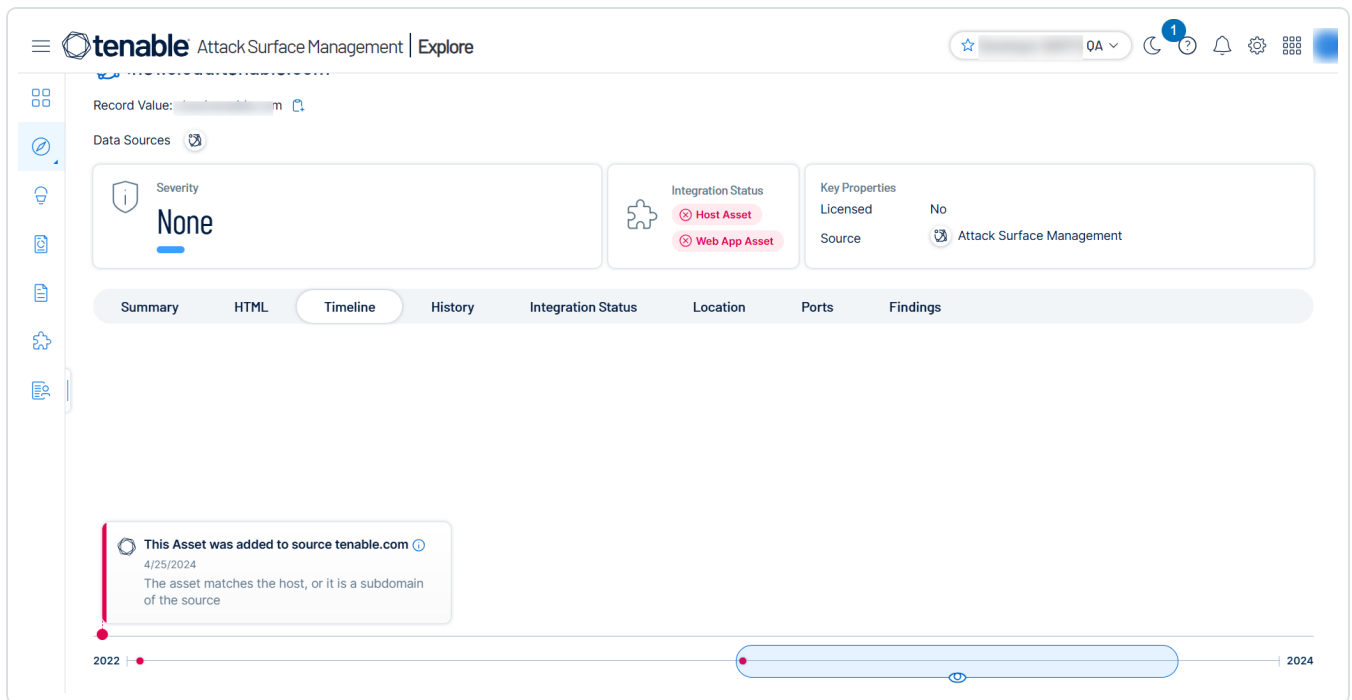 tenable Attack Surface Management | Explore
QA
1
Record Value: m
Data Sources
Severity
None
Integration Status
Host Asset
Web App Asset
Key Properties
Licensed No
Source Attack Surface Management
Summary HTML Timeline History Integration Status Location Ports Findings
This Asset was added to source tenable.com
4/25/2024
The asset matches the host, or it is a subdomain
of the source
2022 2024